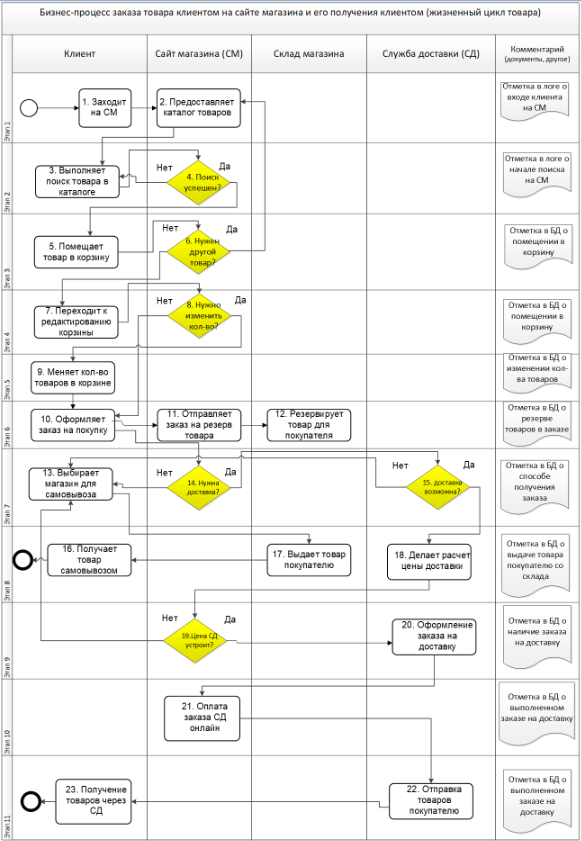 Бизнес-процесс заказа товара клиентом на сайте магазина и его получения клиентом (жизненный цикл товара)
Клиент
Сайт магазина (СМ)
Склад магазина
Служба доставки (СД)
Комментарий
(документы, другое)
Этап 1
1. Заходит
на СМ
2. Предоставляет
каталог товаров
Отметка в логе о
входе клиента
на СМ
Этап 2
3. Выполняет
поиск товара в
каталоге
Нет
Да
4. Поиск
успешен?
Отметка в логе о
начале поиска
на СМ
Этап 3
5. Помещает
товар в корзину
Нет
Да
6. Нужен
другой
товар?
Отметка в БД о
помещении в
корзину
Этап 4
7. Переходит к
редактированию
корзины
Нет
Да
8. Нужно
изменить
кол-во?
Отметка в БД о
помещении в
корзину
Этап 5
9. Меняет кол-во
товаров в корзине
Отметка в БД о
изменении кол-
ва товаров
Этап 6
10. Оформляет
заказ на покупку
11. Отправляет
заказ на резерв
товара
12. Резервирует
товар для
покупателя
Отметка в БД о
резерве
товаров в заказе
Этап 7
13. Выбирает
магазин для
самовывоза
Нет
Да
14. Нужна
доставка?
Нет
Да
15. доставка
возможна?
Отметка в БД о
способе
получения
заказа
Этап 8
16. Получает
товар
самовывозом
17. Выдает товар
покупателю
18. Делает расчет
цены доставки
Отметка в БД о
выдаче товара
покупателю со
склада
Этап 9
Нет
Да
19.Цена СД
устроит?
20. Оформление
заказа на
доставку
Отметка в БД о
наличие заказа
на доставку
Этап 10
21. Оплата
заказа СД
онлайн
Отметка в БД о
выполненном
заказе на доставку
Этап 11
23. Получение
товаров через
СД
22. Отправка
товаров
покупателю
Отметка в БД о
выполненном
заказе на
доставку